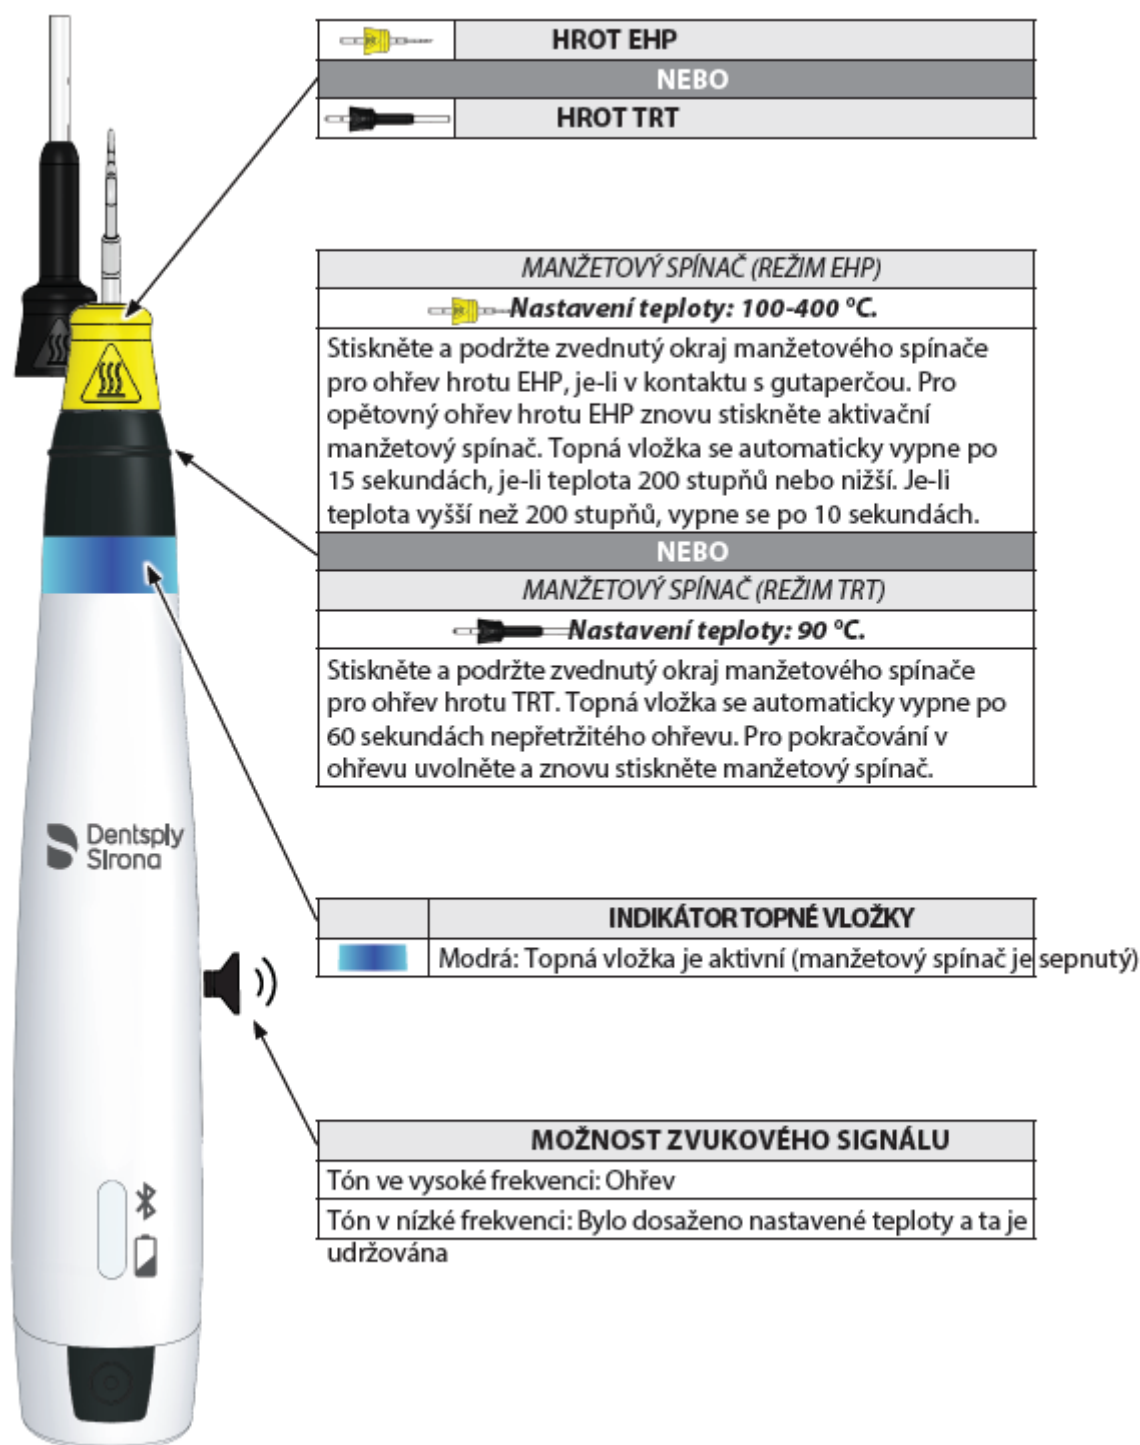 HROT EHP
NEBO
HROT TRT
MANŽETOVÝ SPÍNAČ (REŽIM EHP)
Nastavení teploty: 100-400 °C.
Stiskněte a podržte zvednutý okraj manžetového spínače
pro ohřev hrotu EHP, je-li v kontaktu s gutaperčou. Pro
opětovný ohřev hrotu EHP znovu stiskněte aktivační
manžetový spínač. Topná vložka se automaticky vypne po
15 sekundách, je-li teplota 200 stupňů nebo nižší. Je-li
teplota vyšší než 200 stupňů, vypne se po 10 sekundách.
NEBO
MANŽETOVÝ SPÍNAČ (REŽIM TRT)
Nastavení teploty: 90 °C.
Stiskněte a podržte zvednutý okraj manžetového spínače
pro ohřev hrotu TRT. Topná vložka se automaticky vypne po
60 sekundách nepřetržitého ohřevu. Pro pokračování v
ohřevu uvolněte a znovu stiskněte manžetový spínač.
Dentsply
Sirona
INDIKÁTOR TOPNÉ VLOŽKY
Modrá: Topná vložka je aktivní (manžetový spínač je sepnutý)
MOŽNOST ZVUKOVÉHO SIGNÁLU
Tón ve vysoké frekvenci: Ohřev
Tón v nízké frekvenci: Bylo dosaženo nastavené teploty a ta je
udržována